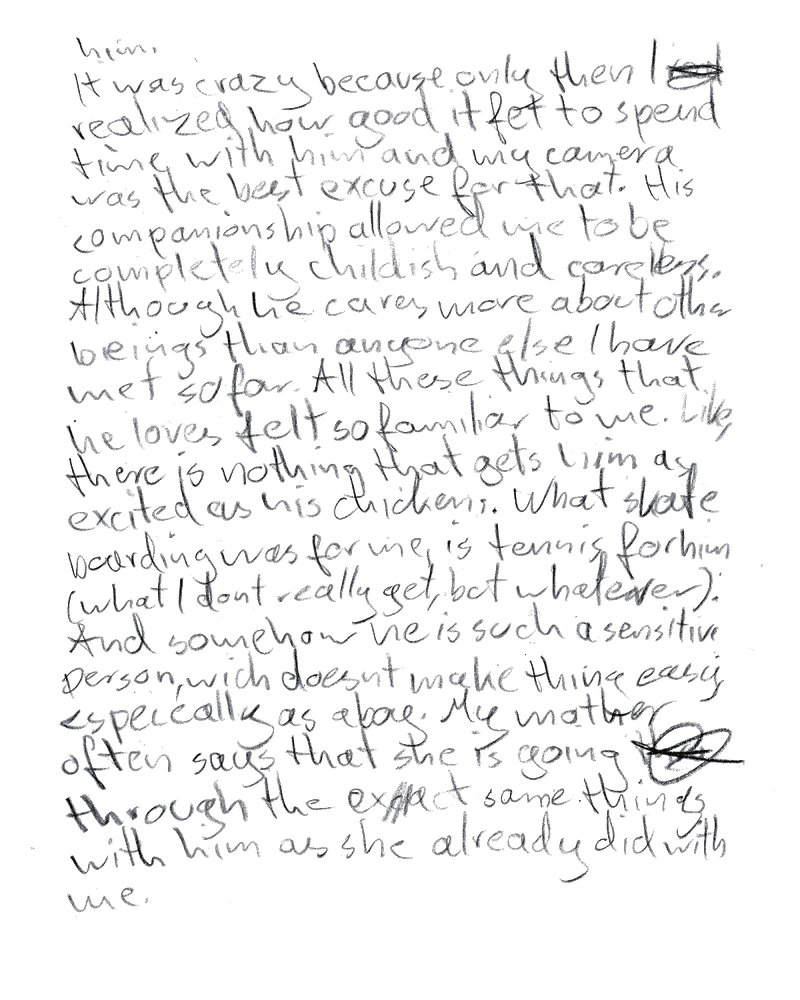 him.
It was crazy because only then I
realized how good it fet to spend
time with him and my camera
was the best excuse for that. His
companionship allowed me to be
completely childish and careless.
Although he cares more about other
beings than anyone else I have
met so far. All these things that
he loves felt so familiar to me. Like,
there is nothing that gets him as
excited as his chickens. What skate
boarding was for me, is tennis for him
(what I dont really get, but whatever).
And somehow he is such a sensitive
person, wich doesnt make thing easy
especcally as a boy. My mother
often says that she is going
through the exact same things
with him as she already did with
me.